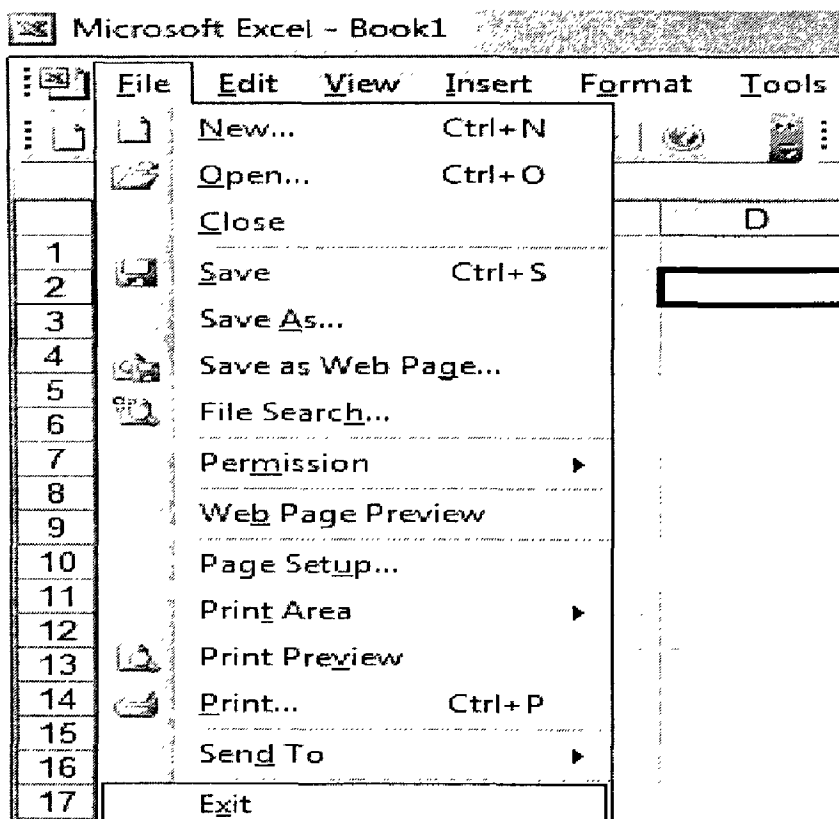 Microsoft Excel - Book1
File Edit View Insert Format Tools
New... Ctrl+N
Open... Ctrl+O
Close
D
1
Save Ctrl+S
2
Save As...
3
Save as Web Page...
4
5
File Search...
6
Permission
7
8
Web Page Preview
9
Page Setup...
10
Print Area
11
12
Print Preview
13
Print... Ctrl+P
14
15
Send To
16
Exit
17